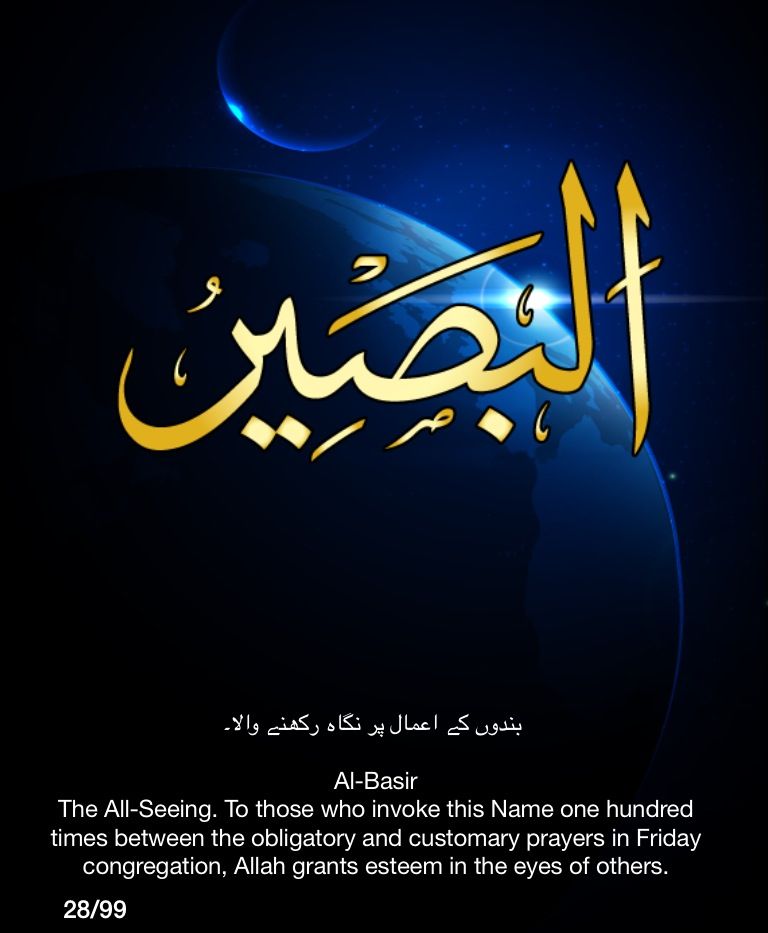 اَلْبَصِيرُ
بندوں کے اعمال پر نگاہ رکھنے والا۔
Al-Basir
The All-Seeing. To those who invoke this Name one hundred
times between the obligatory and customary prayers in Friday
congregation, Allah grants esteem in the eyes of others.
28/99